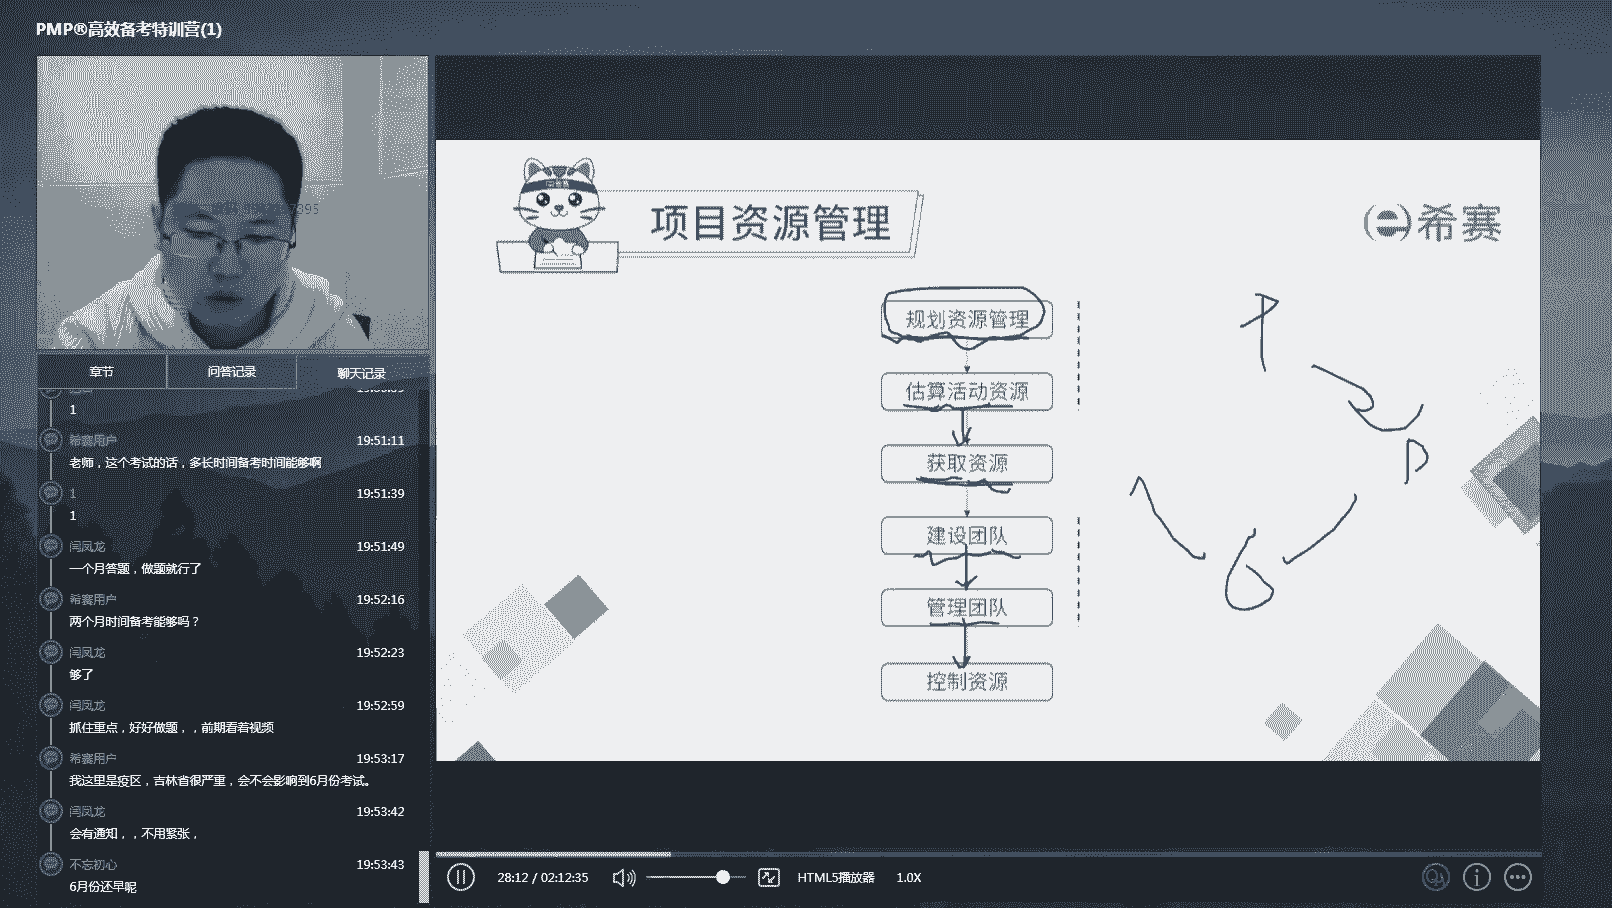 PMP®高效备考特训营(1)
章节
问答记录
聊天记录
1
希赛用户
19:51:11
老师，这个考试的话，多长时间备考时间能够啊
1
19:51:39
1
闫凤龙
19:51:49
一个月答题，做题就行了
希赛用户
19:52:16
两个月时间备考能够吗？
闫凤龙
19:52:23
够了
闫凤龙
19:52:59
抓住重点，好好做题，，前期看着视频
希赛用户
19:53:17
我这里是疫区，吉林省很严重，会不会影响到6月份考试。
闫凤龙
19:53:42
会有通知，，不用紧张，
不忘初心
19:53:43
6月份还早呢
项目资源管理
希赛
规划资源管理
估算活动资源
获取资源
建设团队
管理团队
控制资源
P
D
28:12 / 02:12:35
HTML5播放器
1.0X